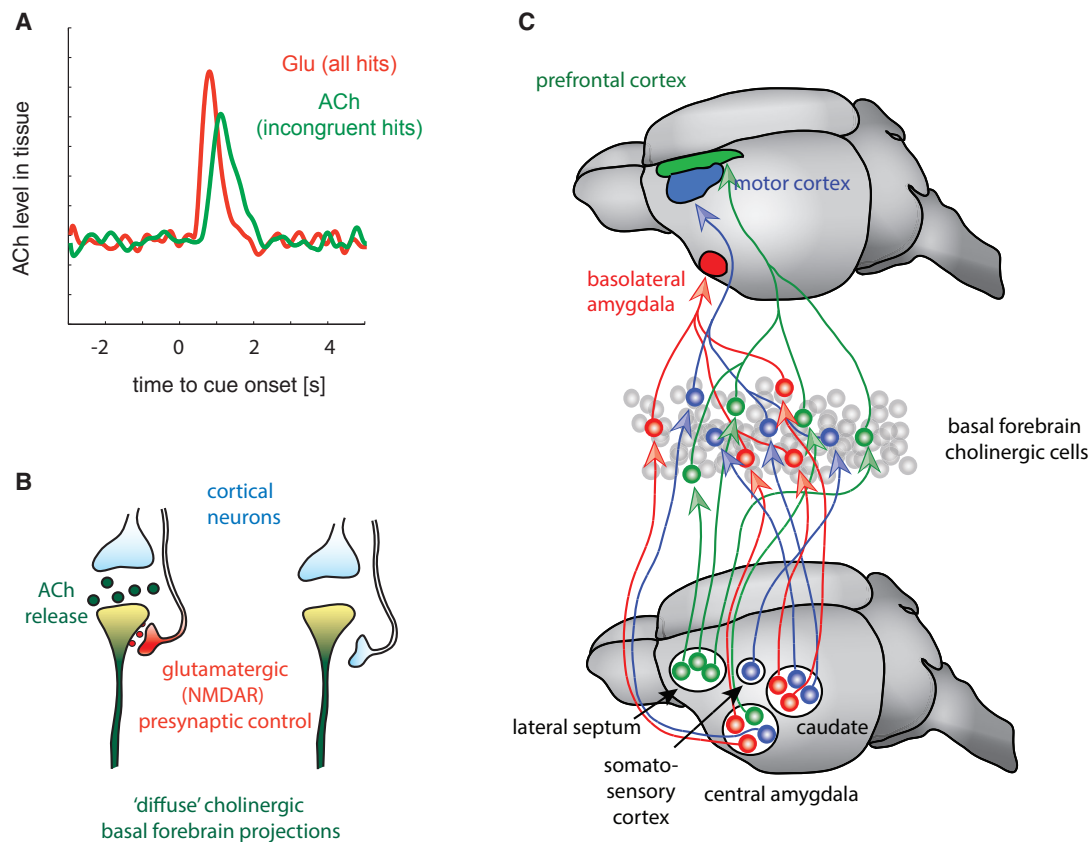 A
Glu (all hits)
ACh
(incongruent hits)
ACh level in tissue
-2
0
2
4
time to cue onset [s]
B
cortical
neurons
ACh
release
glutamatergic
(NMDAR)
presynaptic control
'diffuse' cholinergic
basal forebrain projections
C
prefrontal cortex
motor cortex
basolateral
amygdala
basal forebrain
cholinergic cells
lateral septum
caudate
somato-
sensory
cortex
central amygdala